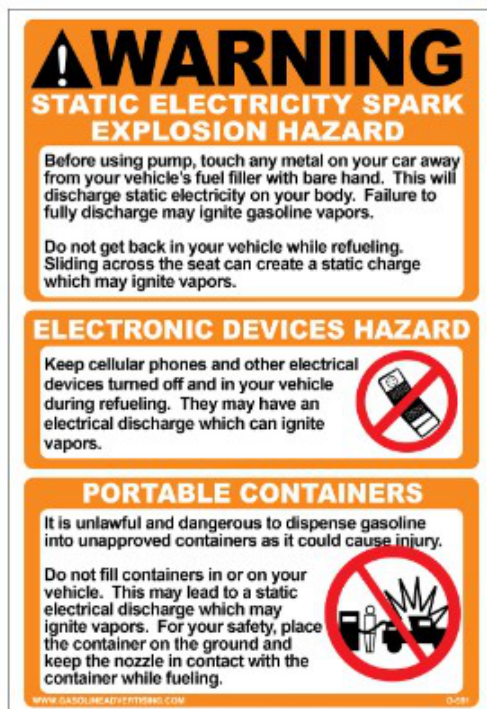 WARNING
STATIC ELECTRICITY SPARK
EXPLOSION HAZARD
Before using pump, touch any metal on your car away
from your vehicle's fuel filler with bare hand. This will
discharge static electricity on your body. Failure to
fully discharge may ignite gasoline vapors.
Do not get back in your vehicle while refueling.
Sliding across the seat can create a static charge
which may ignite vapors.
ELECTRONIC DEVICES HAZARD
Keep cellular phones and other electrical
devices turned off and in your vehicle
during refueling. They may have an
electrical discharge which can ignite
vapors.
PORTABLE CONTAINERS
It is unlawful and dangerous to dispense gasoline
into unapproved containers as it could cause injury.
Do not fill containers in or on your
vehicle. This may lead to a static
electrical discharge which may
ignite vapors. For your safety, place
the container on the ground and
keep the nozzle in contact with the
container while fueling.
WWW.GASOLINEADVERTISING.COM